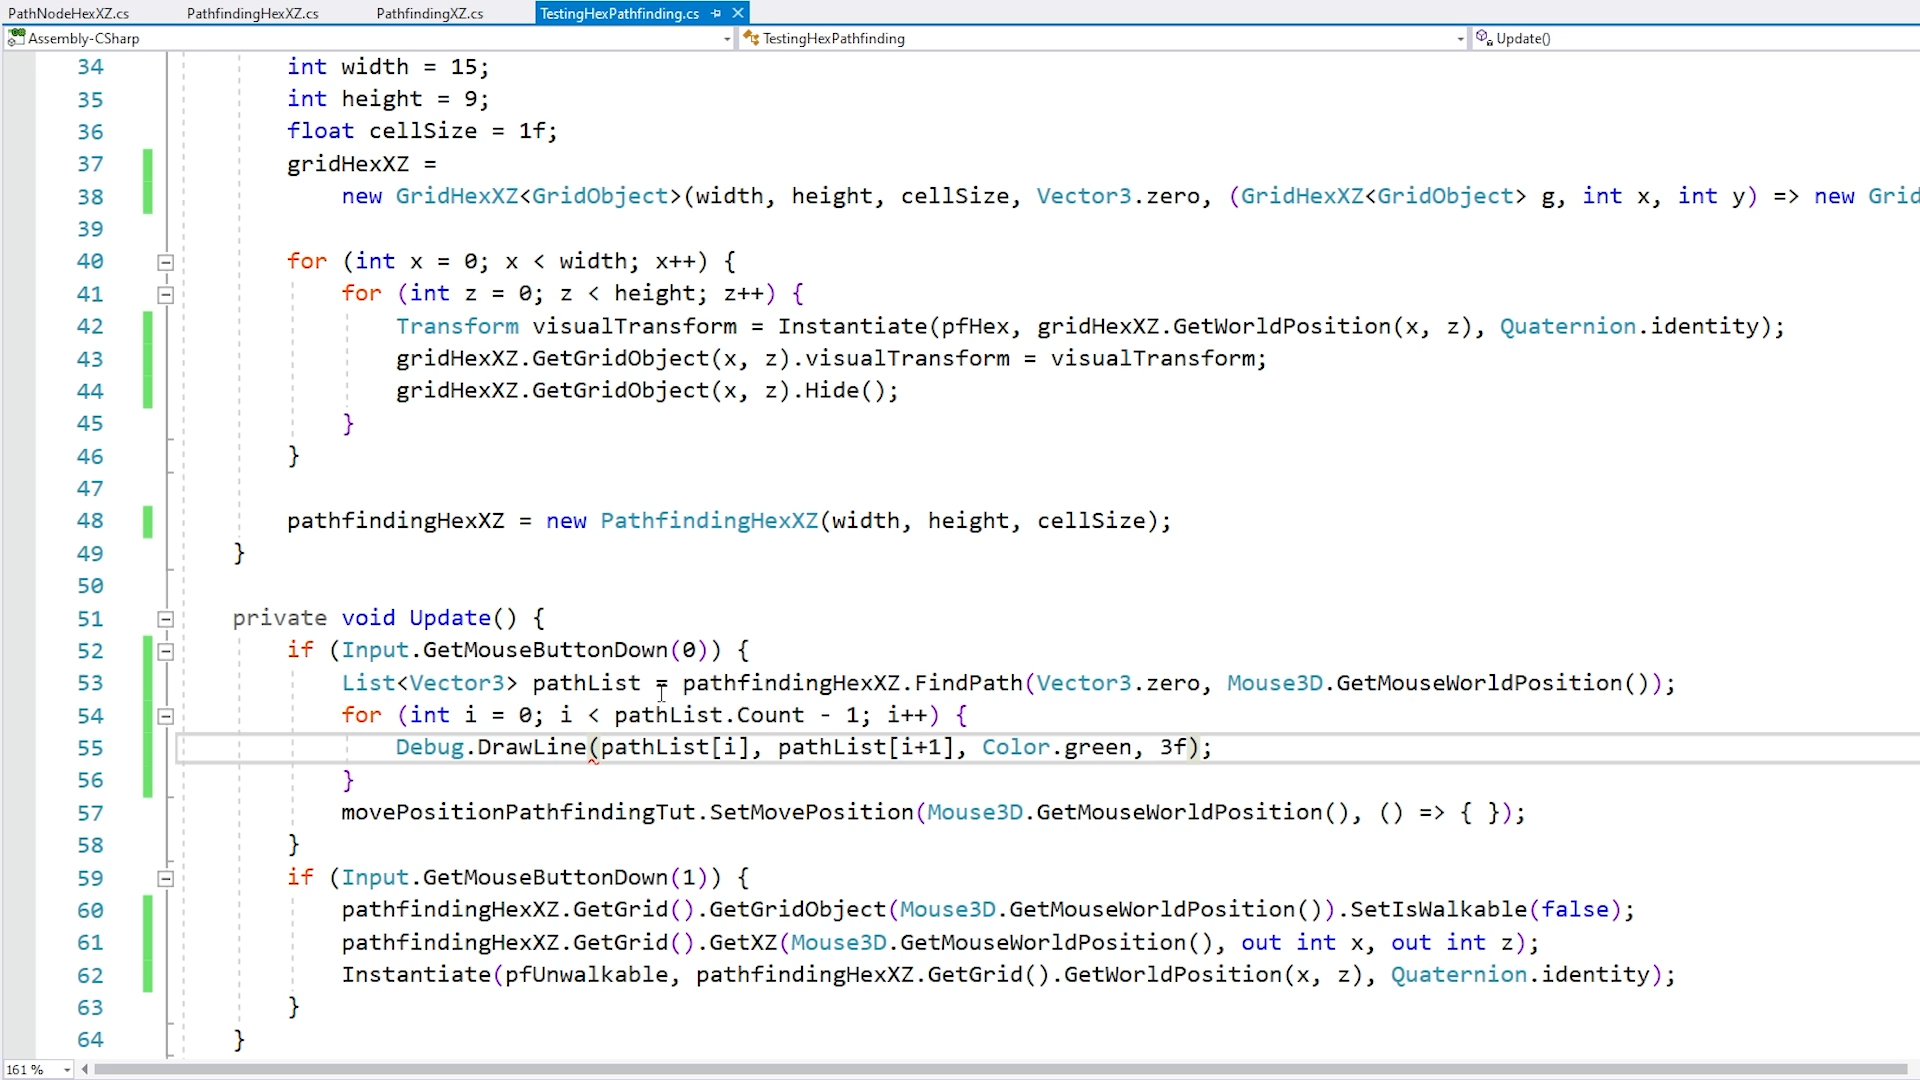 PathNodeHexXZ.cs PathfindingHexXZ.cs PathfindingXZ.cs TestingHexPathfinding.cs
Assembly-CSharp TestingHexPathfinding Update()
34 int width = 15;
35 int height = 9;
36 float cellSize = 1f;
37 gridHexXZ =
38 new GridHexXZ<GridObject>(width, height, cellSize, Vector3.zero, (GridHexXZ<GridObject> g, int x, int y) => new Grid
39
40 for (int x = 0; x < width; x++) {
41 for (int z = 0; z < height; z++) {
42 Transform visualTransform = Instantiate(pfHex, gridHexXZ.GetWorldPosition(x, z), Quaternion.identity);
43 gridHexXZ.GetGridObject(x, z).visualTransform = visualTransform;
44 gridHexXZ.GetGridObject(x, z).Hide();
45 }
46 }
47
48 pathfindingHexXZ = new PathfindingHexXZ(width, height, cellSize);
49 }
50
51 private void Update() {
52 if (Input.GetMouseButtonDown(0)) {
53 List<Vector3> pathList = pathfindingHexXZ.FindPath(Vector3.zero, Mouse3D.GetMouseWorldPosition());
54 for (int i = 0; i < pathList.Count - 1; i++) {
55 Debug.DrawLine(pathList[i], pathList[i+1], Color.green, 3f);
56 }
57 movePositionPathfindingTut.SetMovePosition(Mouse3D.GetMouseWorldPosition(), () => { });
58 }
59 if (Input.GetMouseButtonDown(1)) {
60 pathfindingHexXZ.GetGrid().GetGridObject(Mouse3D.GetMouseWorldPosition()).SetIsWalkable(false);
61 pathfindingHexXZ.GetGrid().GetXZ(Mouse3D.GetMouseWorldPosition(), out int x, out int z);
62 Instantiate(pfUnwalkable, pathfindingHexXZ.GetGrid().GetWorldPosition(x, z), Quaternion.identity);
63 }
64 }
161 %